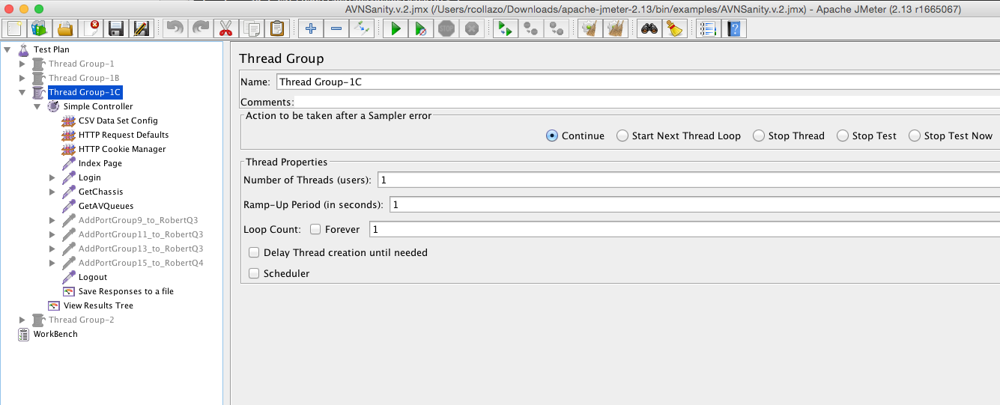 AVNSanity.v.2.jmx (/Users/rcollazo/Downloads/apache-jmeter-2.13/bin/examples/AVNSanity.v.2.jmx) - Apache JMeter (2.13 r1665067)
STOP
Test Plan
Thread Group-1
Thread Group-1B
Thread Group-1C
Simple Controller
CSV Data Set Config
HTTP Request Defaults
HTTP Cookie Manager
Index Page
Login
GetChassis
GetAVQueues
AddPortGroup9_to_RobertQ3
AddPortGroup11_to_RobertQ3
AddPortGroup13_to_RobertQ3
AddPortGroup15_to_RobertQ4
Logout
Save Responses to a file
View Results Tree
Thread Group-2
WorkBench
Thread Group
Name: Thread Group-1C
Comments:
Action to be taken after a Sampler error
Continue Start Next Thread Loop Stop Thread Stop Test Stop Test Now
Thread Properties
Number of Threads (users): 1
Ramp-Up Period (in seconds): 1
Loop Count: Forever 1
Delay Thread creation until needed
Scheduler